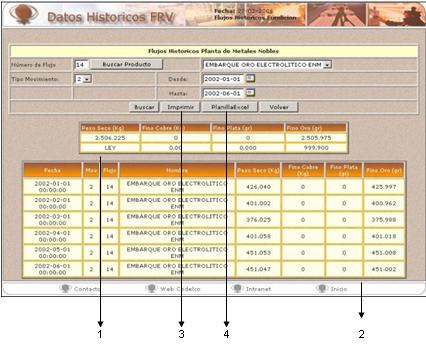 Datos Historicos FRV
Fecha: 27-03-2006
Flujos Historicos Fundicion
Flujos Historicos Planta de Metales Nobles
Número de Flujo 14 Buscar Producto EMBARQUE ORO ELECTROLITICO ENM
Tipo Movimiento: 2 Desde: 2002-01-01
Hasta: 2002-06-01
Buscar Imprimir PlanillaExcel Volver
Peso Seco (Kg) Fino Cobre (Kg) Fino Plata (gr) Fino Oro (gr)
2.506.225 0 0 2.505.975
LEY 0,00 0,000 999,900
Fecha Mov Flujo Nombre Peso Seco (Kg) Fino Cobre (Kg) Fino Plata (gr) Fino Oro (gr)
2002-01-01 00:00:00 2 14 EMBARQUE ORO ELECTROLITICO ENM 426.040 0 0 425.997
2002-02-01 00:00:00 2 14 EMBARQUE ORO ELECTROLITICO ENM 401.002 0 0 400.962
2002-03-01 00:00:00 2 14 EMBARQUE ORO ELECTROLITICO ENM 376.025 0 0 375.988
2002-04-01 00:00:00 2 14 EMBARQUE ORO ELECTROLITICO ENM 401.058 0 0 401.018
2002-05-01 00:00:00 2 14 EMBARQUE ORO ELECTROLITICO ENM 451.053 0 0 451.008
2002-06-01 00:00:00 2 14 EMBARQUE ORO ELECTROLITICO ENM 451.047 0 0 451.002
Contacto Web Codelco Intranet Inicio
1 3 4 2